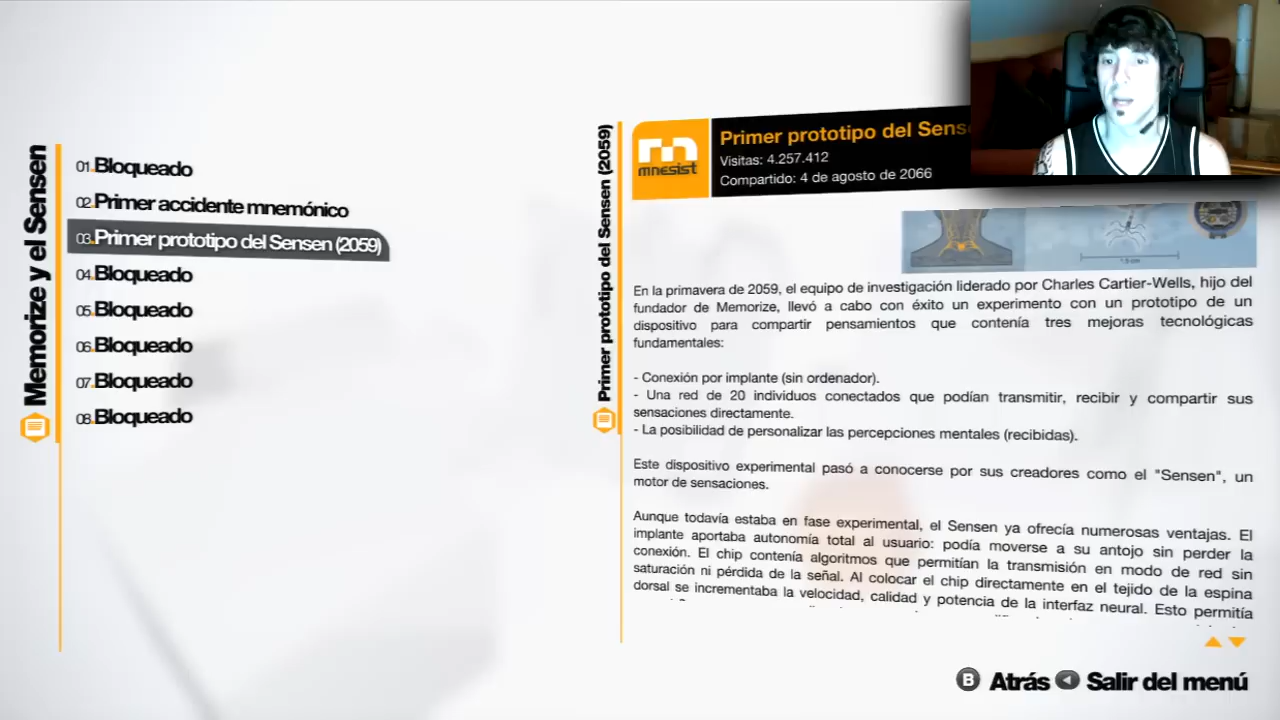 Memorize y el Sensen
01.Bloqueado
02.Primer accidente mnemónico
03.Primer prototipo del Sensen (2059)
04.Bloqueado
05.Bloqueado
06.Bloqueado
07.Bloqueado
08.Bloqueado
Primer prototipo del Sensen (2059)
mnesist
Primer prototipo del Sens
Visitas: 4.257.412
Compartido: 4 de agosto de 2066
1,5 cm
En la primavera de 2059, el equipo de investigación liderado por Charles Cartier-Wells, hijo del
fundador de Memorize, llevó a cabo con éxito un experimento con un prototipo de un
dispositivo para compartir pensamientos que contenía tres mejoras tecnológicas
fundamentales:
- Conexión por implante (sin ordenador).
- Una red de 20 individuos conectados que podían transmitir, recibir y compartir sus
sensaciones directamente.
- La posibilidad de personalizar las percepciones mentales (recibidas).
Este dispositivo experimental pasó a conocerse por sus creadores como el "Sensen", un
motor de sensaciones.
Aunque todavía estaba en fase experimental, el Sensen ya ofrecía numerosas ventajas. El
implante aportaba autonomía total al usuario: podía moverse a su antojo sin perder la
conexión. El chip contenía algoritmos que permitían la transmisión en modo de red sin
saturación ni pérdida de la señal. Al colocar el chip directamente en el tejido de la espina
dorsal se incrementaba la velocidad, calidad y potencia de la interfaz neural. Esto permitía
B Atrás Salir del menú